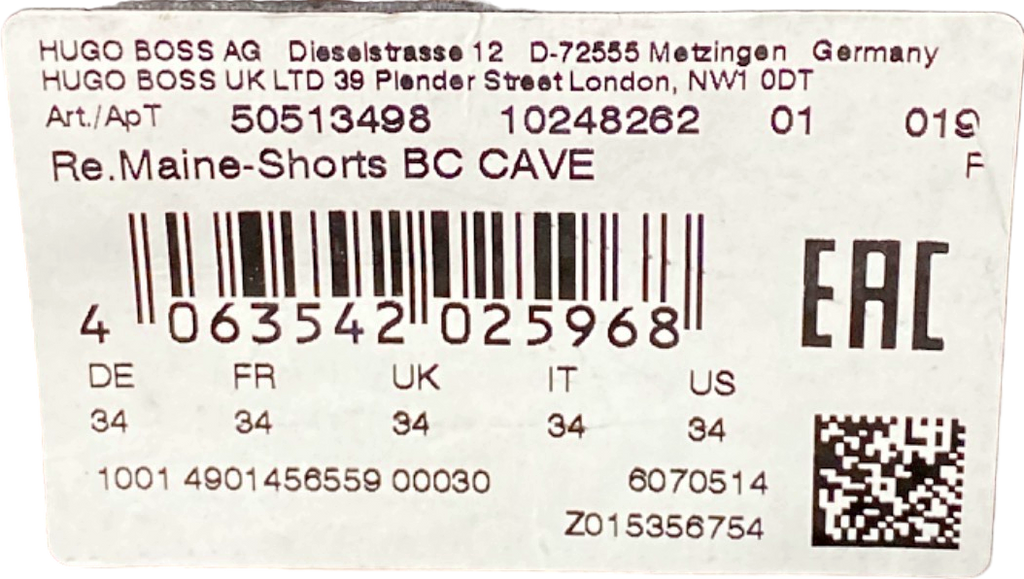 HUGO BOSS AG Dieselstrasse 12 D-72555 Metzingen Germany
HUGO BOSS UK LTD 39 Plender Street London, NW1 0DT
Art./АрТ 50513498 10248262 01 019
Re.Maine-Shorts BC CAVE F
EAC
4 063542 025968
DE FR UK IT US
34 34 34 34 34
1001 4901456559 00030 6070514
Z015356754